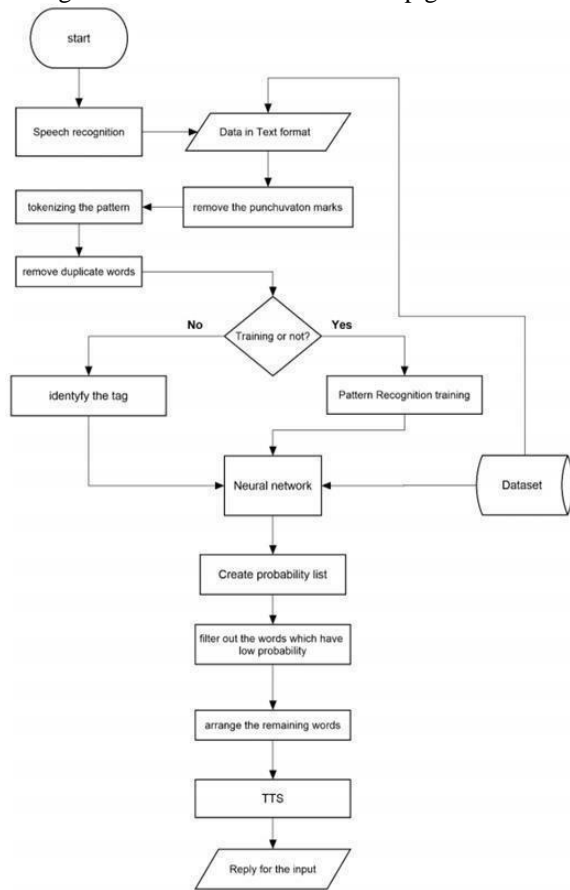 start
Speech recognition
Data in Text format
tokenizing the pattern
remove the punchuvaton marks
remove duplicate words
No
Training or not?
Yes
identyfy the tag
Pattern Recognition training
Neural network
Dataset
Create probability list
filter out the words which have
low probability
arrange the remaining words
TTS
Reply for the input